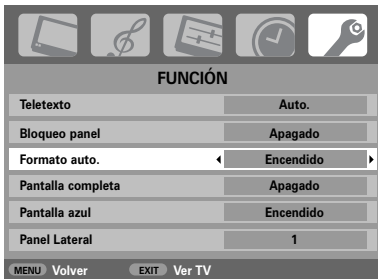 FUNCIÓN
Teletexto Auto.
Bloqueo panel Apagado
Formato auto. Encendido
Pantalla completa Apagado
Pantalla azul Encendido
Panel Lateral 1
MENU Volver EXIT Ver TV